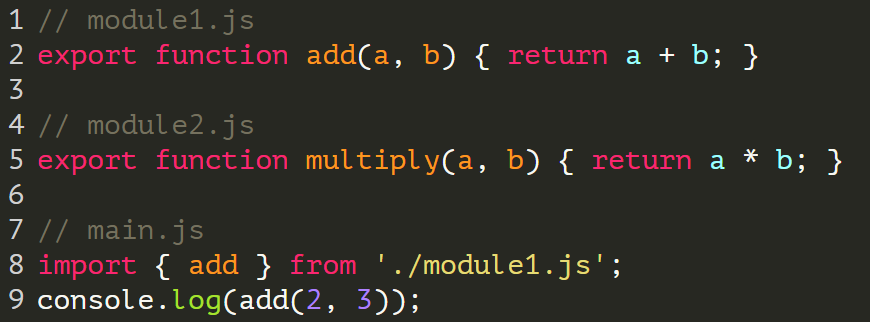 1 // module1.js
2 export function add(a, b) { return a + b; }
3
4 // module2.js
5 export function multiply(a, b) { return a * b; }
6
7 // main.js
8 import { add } from './module1.js';
9 console.log(add(2, 3));